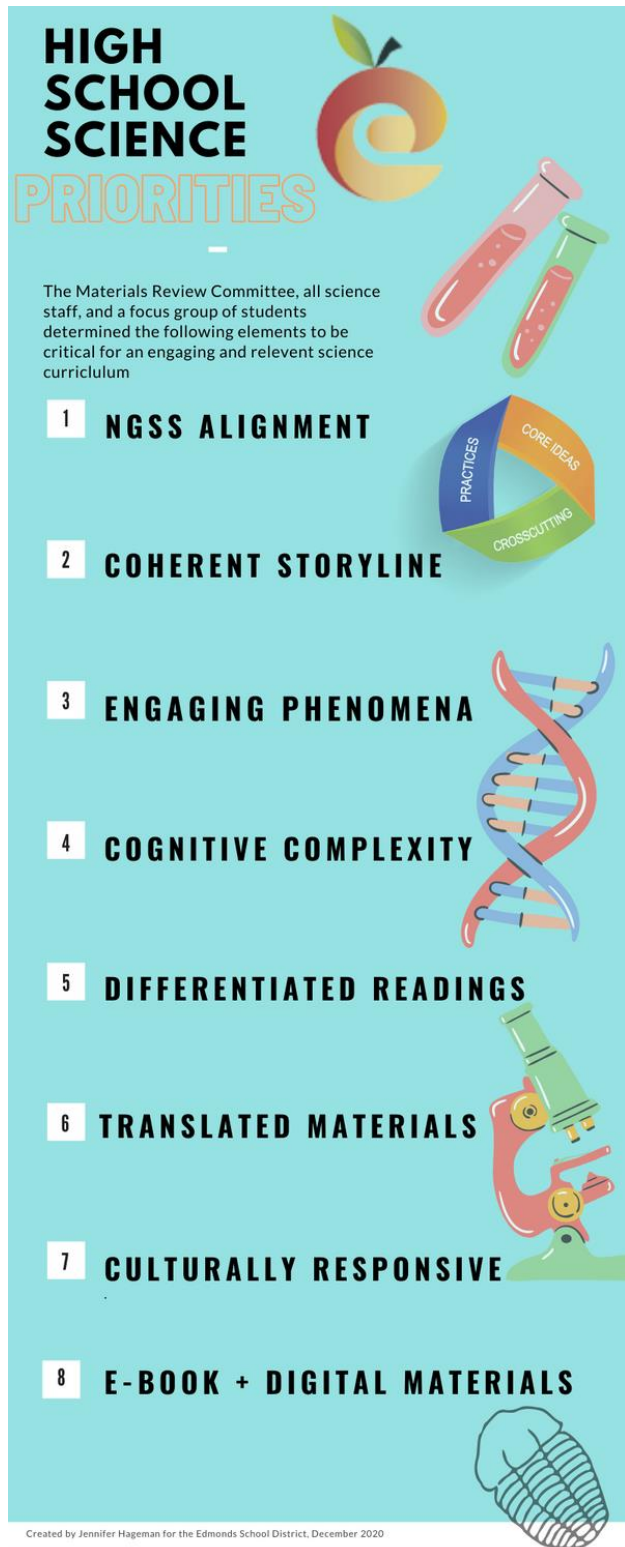 HIGH
SCHOOL
SCIENCE
PRIORITIES
The Materials Review Committee, all science
staff, and a focus group of students
determined the following elements to be
critical for an engaging and relevent science
curriclulum
1 NGSS ALIGNMENT
PRACTICES
CORE IDEAS
CROSSCUTTING
2 COHERENT STORYLINE
3 ENGAGING PHENOMENA
4 COGNITIVE COMPLEXITY
5 DIFFERENTIATED READINGS
6 TRANSLATED MATERIALS
7 CULTURALLY RESPONSIVE
.
8 E-BOOK + DIGITAL MATERIALS
Created by Jennifer Hageman for the Edmonds School District, December 2020